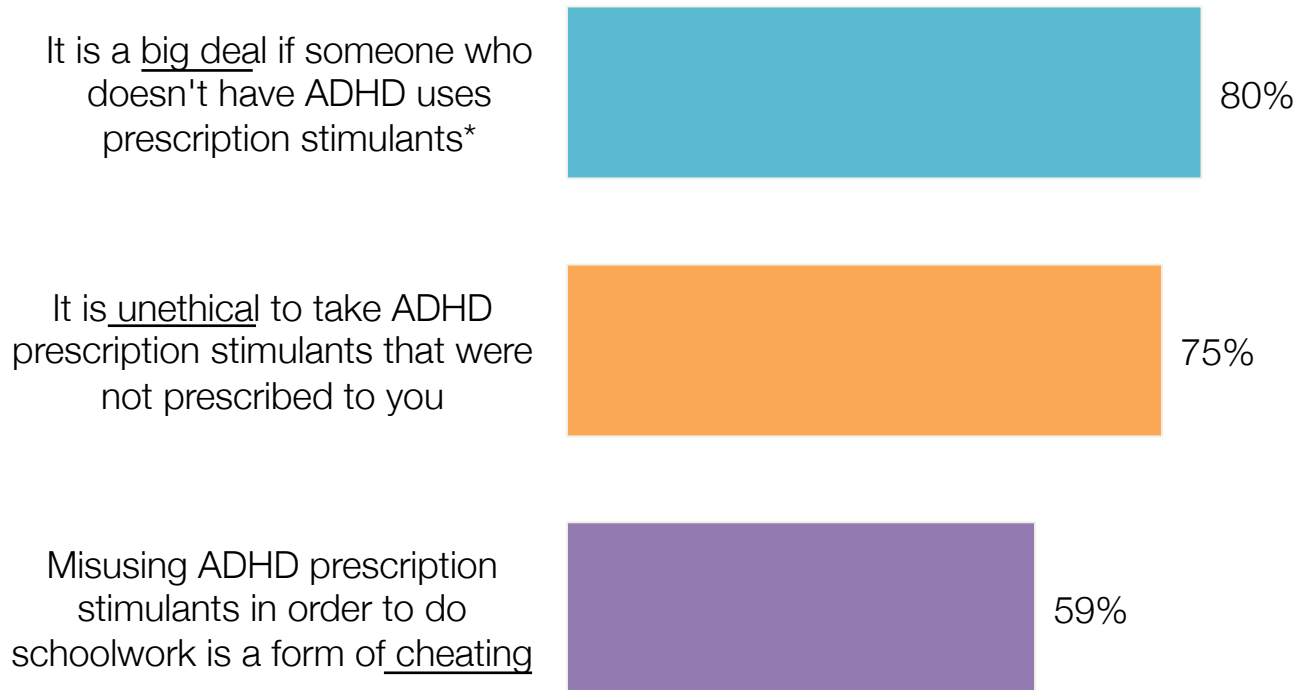 It is a big deal if someone who
doesn't have ADHD uses
prescription stimulants*
80%
It is unethical to take ADHD
prescription stimulants that were
not prescribed to you
75%
Misusing ADHD prescription
stimulants in order to do
schoolwork is a form of cheating
59%